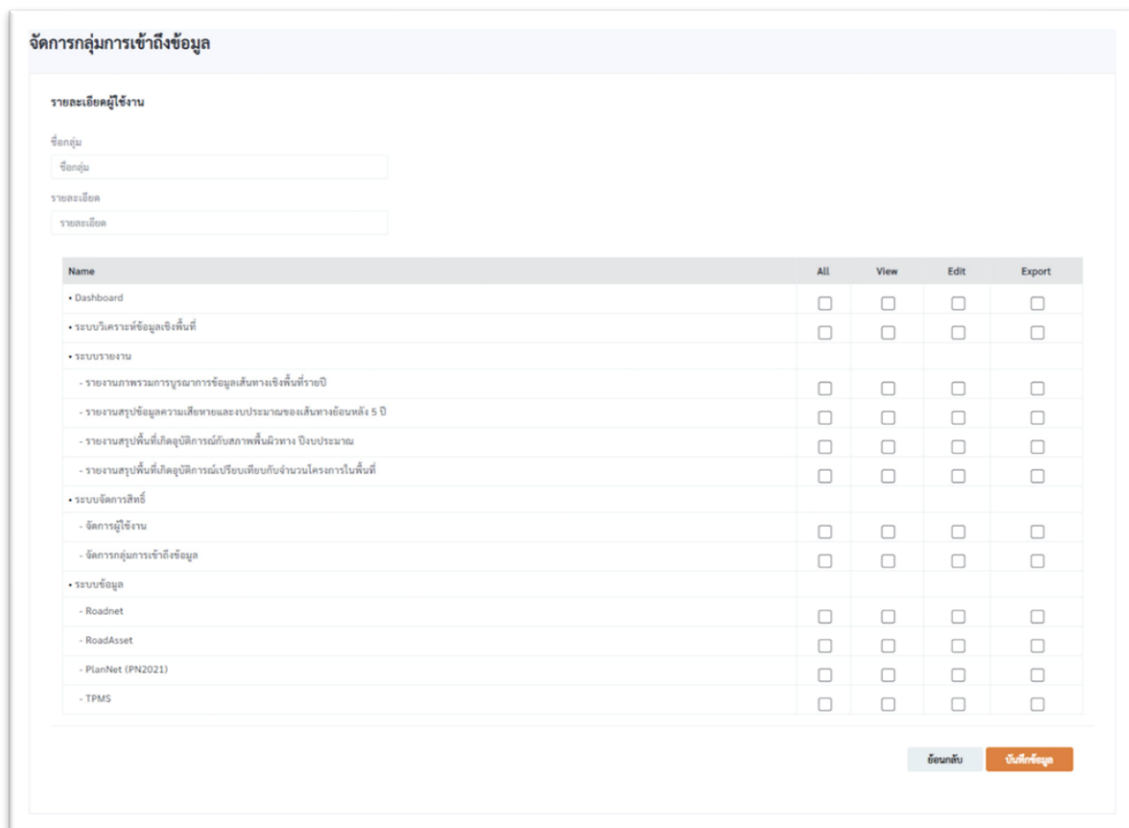 จัดการกลุ่มการเข้าถึงข้อมูล
รายละเอียดผู้ใช้งาน
ชื่อกลุ่ม
ชื่อกลุ่ม
รายละเอียด
รายละเอียด
Name All View Edit Export
• Dashboard
• ระบบวิเคราะห์ข้อมูลเชิงพื้นที่
• ระบบรายงาน
- รายงานภาพรวมการบูรณาการข้อมูลเส้นทางเชิงพื้นที่รายปี
- รายงานสรุปข้อมูลความเสียหายและงบประมาณของเส้นทางย้อนหลัง 5 ปี
- รายงานสรุปพื้นที่เกิดอุบัติการณ์กับสภาพพื้นผิวทาง ปีงบประมาณ
- รายงานสรุปพื้นที่เกิดอุบัติการณ์เปรียบเทียบกับจำนวนโครงการในพื้นที่
• ระบบจัดการสิทธิ์
- จัดการผู้ใช้งาน
- จัดการกลุ่มการเข้าถึงข้อมูล
• ระบบข้อมูล
- Roadnet
- RoadAsset
- PlanNet (PN2021)
- TPMS
ย้อนกลับ บันทึกข้อมูล